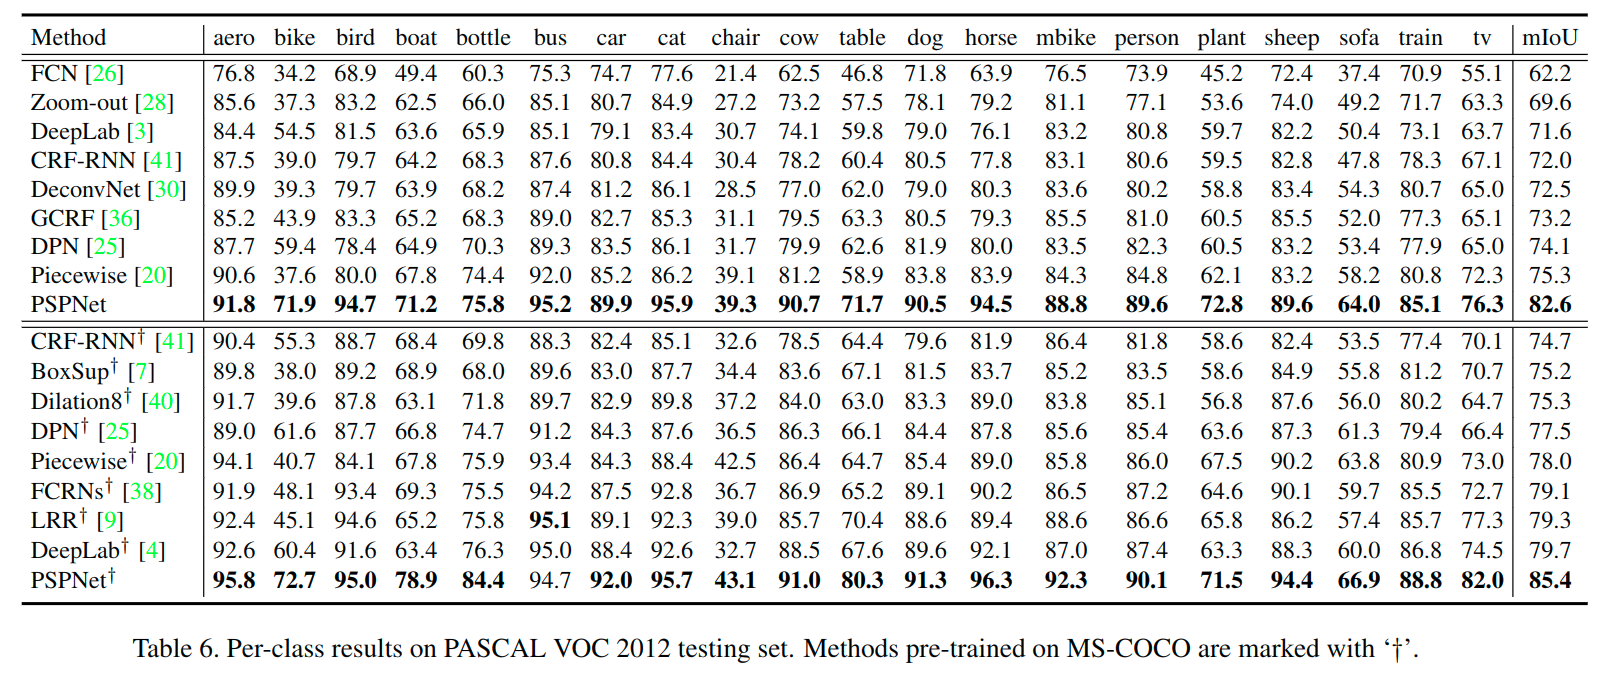 Method aero bike bird boat bottle bus car cat chair cow table dog horse mbike person plant sheep sofa train tv mIoU
FCN [26] 76.8 34.2 68.9 49.4 60.3 75.3 74.7 77.6 21.4 62.5 46.8 71.8 63.9 76.5 73.9 45.2 72.4 37.4 70.9 55.1 62.2
Zoom-out [28] 85.6 37.3 83.2 62.5 66.0 85.1 80.7 84.9 27.2 73.2 57.5 78.1 79.2 81.1 77.1 53.6 74.0 49.2 71.7 63.3 69.6
DeepLab [3] 84.4 54.5 81.5 63.6 65.9 85.1 79.1 83.4 30.7 74.1 59.8 79.0 76.1 83.2 80.8 59.7 82.2 50.4 73.1 63.7 71.6
CRF-RNN [41] 87.5 39.0 79.7 64.2 68.3 87.6 80.8 84.4 30.4 78.2 60.4 80.5 77.8 83.1 80.6 59.5 82.8 47.8 78.3 67.1 72.0
DeconvNet [30] 89.9 39.3 79.7 63.9 68.2 87.4 81.2 86.1 28.5 77.0 62.0 79.0 80.3 83.6 80.2 58.8 83.4 54.3 80.7 65.0 72.5
GCRF [36] 85.2 43.9 83.3 65.2 68.3 89.0 82.7 85.3 31.1 79.5 63.3 80.5 79.3 85.5 81.0 60.5 85.5 52.0 77.3 65.1 73.2
DPN [25] 87.7 59.4 78.4 64.9 70.3 89.3 83.5 86.1 31.7 79.9 62.6 81.9 80.0 83.5 82.3 60.5 83.2 53.4 77.9 65.0 74.1
Piecewise [20] 90.6 37.6 80.0 67.8 74.4 92.0 85.2 86.2 39.1 81.2 58.9 83.8 83.9 84.3 84.8 62.1 83.2 58.2 80.8 72.3 75.3
PSPNet 91.8 71.9 94.7 71.2 75.8 95.2 89.9 95.9 39.3 90.7 71.7 90.5 94.5 88.8 89.6 72.8 89.6 64.0 85.1 76.3 82.6
CRF-RNN† [41] 90.4 55.3 88.7 68.4 69.8 88.3 82.4 85.1 32.6 78.5 64.4 79.6 81.9 86.4 81.8 58.6 82.4 53.5 77.4 70.1 74.7
BoxSup† [7] 89.8 38.0 89.2 68.9 68.0 89.6 83.0 87.7 34.4 83.6 67.1 81.5 83.7 85.2 83.5 58.6 84.9 55.8 81.2 70.7 75.2
Dilation8† [40] 91.7 39.6 87.8 63.1 71.8 89.7 82.9 89.8 37.2 84.0 63.0 83.3 89.0 83.8 85.1 56.8 87.6 56.0 80.2 64.7 75.3
DPN† [25] 89.0 61.6 87.7 66.8 74.7 91.2 84.3 87.6 36.5 86.3 66.1 84.4 87.8 85.6 85.4 63.6 87.3 61.3 79.4 66.4 77.5
Piecewise† [20] 94.1 40.7 84.1 67.8 75.9 93.4 84.3 88.4 42.5 86.4 64.7 85.4 89.0 85.8 86.0 67.5 90.2 63.8 80.9 73.0 78.0
FCRNs† [38] 91.9 48.1 93.4 69.3 75.5 94.2 87.5 92.8 36.7 86.9 65.2 89.1 90.2 86.5 87.2 64.6 90.1 59.7 85.5 72.7 79.1
LRR† [9] 92.4 45.1 94.6 65.2 75.8 95.1 89.1 92.3 39.0 85.7 70.4 88.6 89.4 88.6 86.6 65.8 86.2 57.4 85.7 77.3 79.3
DeepLab† [4] 92.6 60.4 91.6 63.4 76.3 95.0 88.4 92.6 32.7 88.5 67.6 89.6 92.1 87.0 87.4 63.3 88.3 60.0 86.8 74.5 79.7
PSPNet† 95.8 72.7 95.0 78.9 84.4 94.7 92.0 95.7 43.1 91.0 80.3 91.3 96.3 92.3 90.1 71.5 94.4 66.9 88.8 82.0 85.4
Table 6. Per-class results on PASCAL VOC 2012 testing set. Methods pre-trained on MS-COCO are marked with ‘†’.